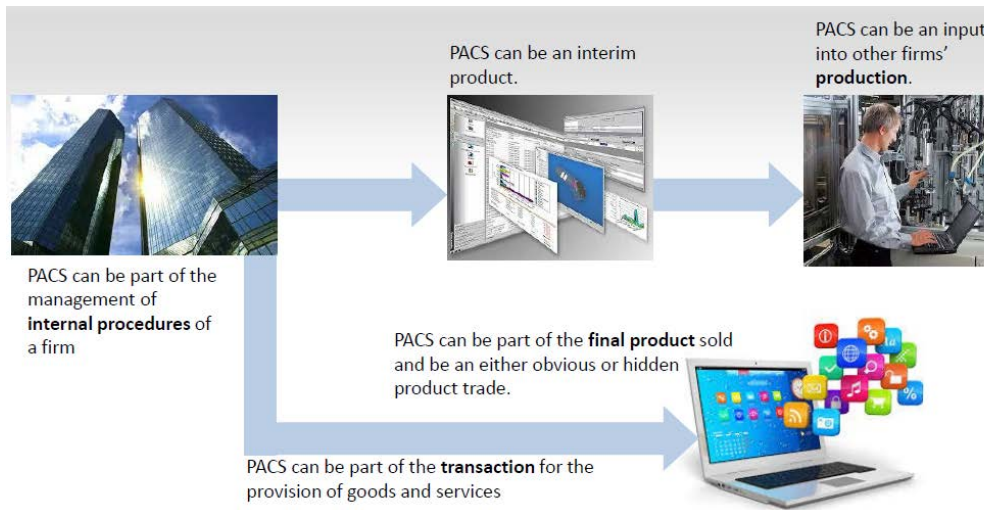 PACS can be an interim
product.
PACS can be an input
into other firms’
production.
PACS can be part of the
management of
internal procedures of
a firm
PACS can be part of the final product sold
and be an either obvious or hidden
product trade.
PACS can be part of the transaction for the
provision of goods and services